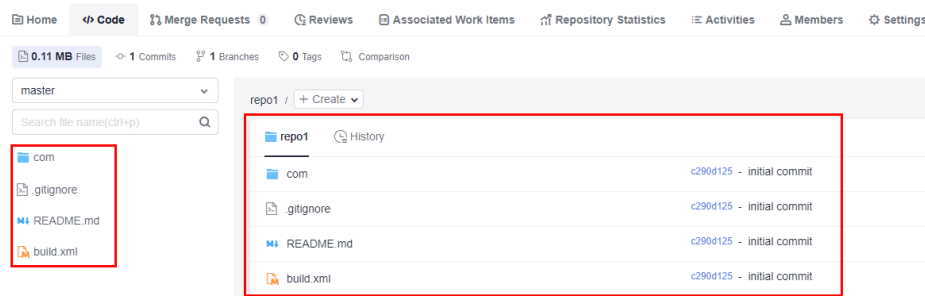 Home Code Merge Requests 0 Reviews Associated Work Items Repository Statistics Activities Members Settings
0.11 MB Files 1 Commits 1 Branches 0 Tags Comparison
master
repo1 / + Create
Search file name(ctrl+p)
repo1 History
com
.gitignore
README.md
build.xml
com c290d125 - initial commit
.gitignore c290d125 - initial commit
README.md c290d125 - initial commit
build.xml c290d125 - initial commit